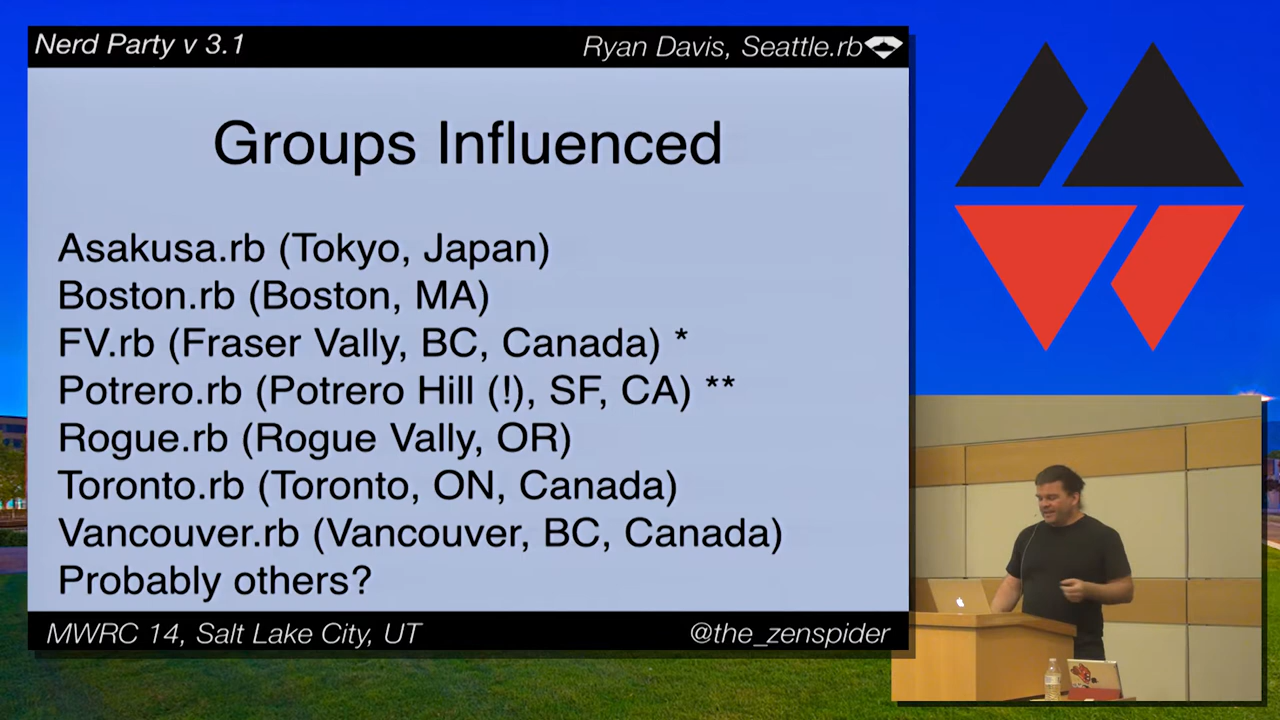 Nerd Party v 3.1
Ryan Davis, Seattle.rb
Groups Influenced
Asakusa.rb (Tokyo, Japan)
Boston.rb (Boston, MA)
FV.rb (Fraser Vally, BC, Canada) *
Potrero.rb (Potrero Hill (!), SF, CA) **
Rogue.rb (Rogue Vally, OR)
Toronto.rb (Toronto, ON, Canada)
Vancouver.rb (Vancouver, BC, Canada)
Probably others?
MWRC 14, Salt Lake City, UT
@the_zenspider